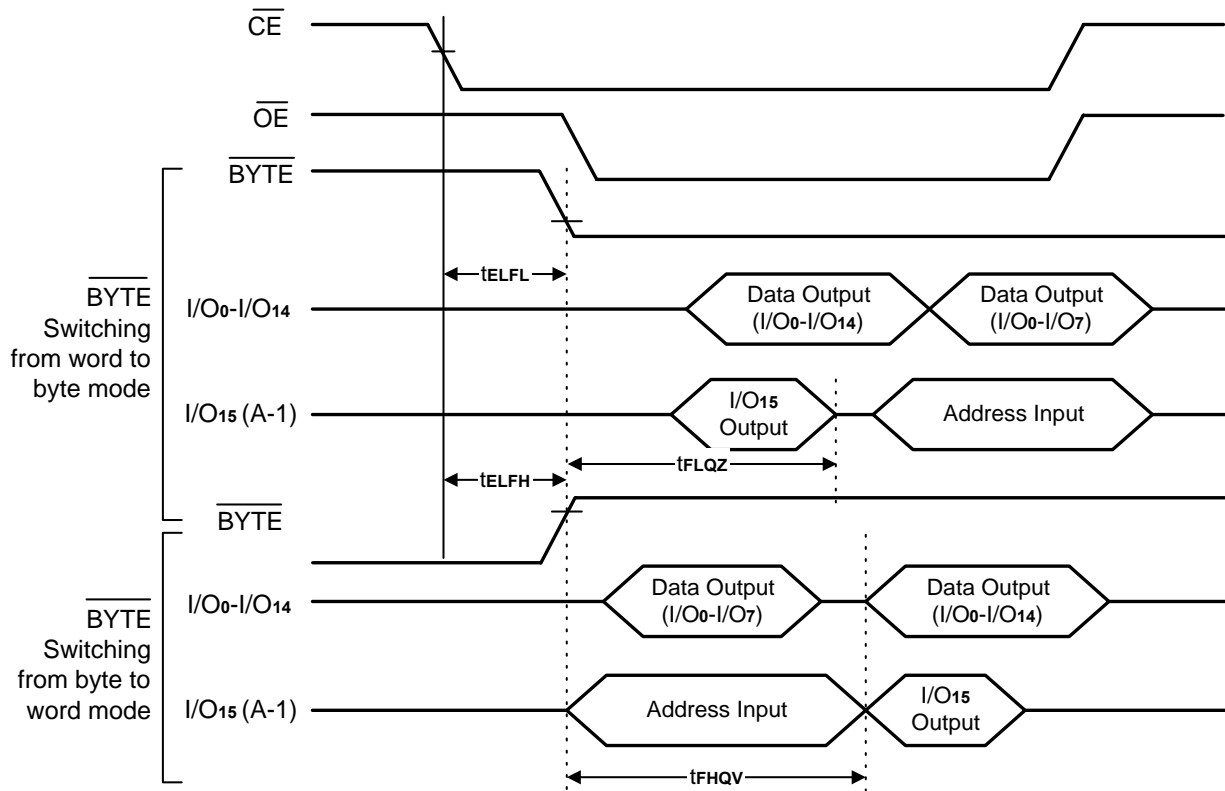 CE
OE
BYTE
BYTE
Switching
from word to
byte mode
tELFL
I/O0-I/O14
Data Output
(I/O0-I/O14)
Data Output
(I/O0-I/O7)
I/O15 (A-1)
I/O15
Output
Address Input
tELFH
tFLQZ
BYTE
BYTE
Switching
from byte to
word mode
I/O0-I/O14
Data Output
(I/O0-I/O7)
Data Output
(I/O0-I/O14)
I/O15 (A-1)
Address Input
I/O15
Output
tFHQV